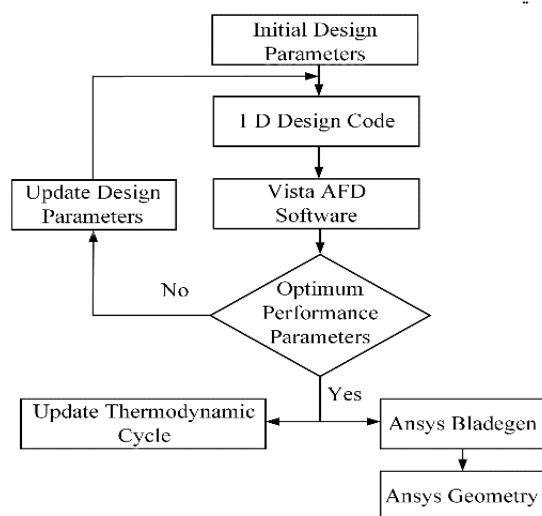 Initial Design
Parameters
1 D Design Code
Update Design
Parameters
Vista AFD
Software
No
Optimum
Performance
Parameters
Yes
Update Thermodynamic
Cycle
Ansys Bladegen
Ansys Geometry